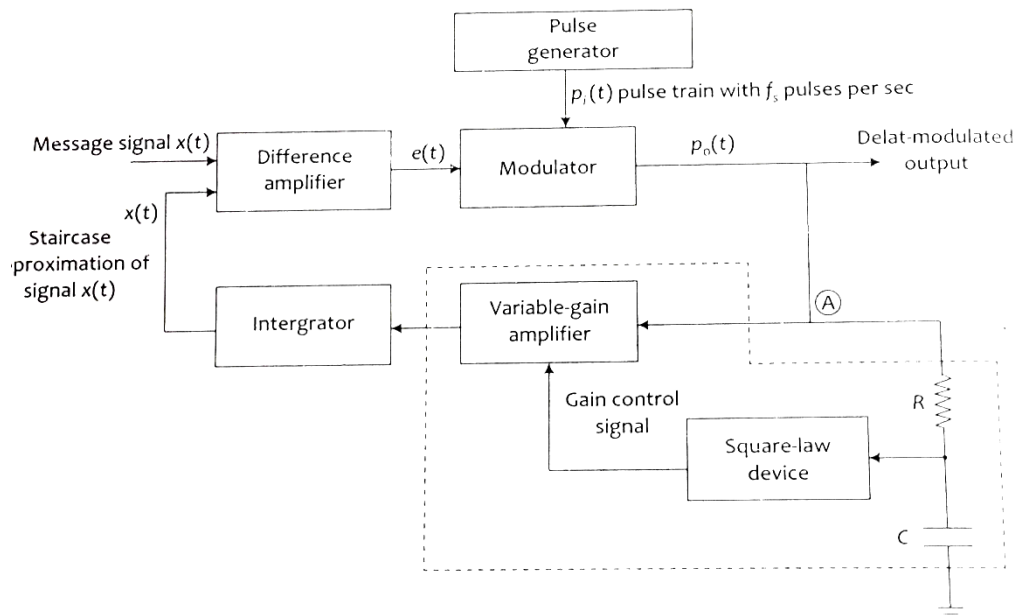 Pulse
generator
p_i(t) pulse train with f_s pulses per sec
Message signal x(t)
Difference
amplifier
e(t)
Modulator
p_o(t)
Delat-modulated
output
x(t)
Staircase
proximation of
signal x(t)
Intergrator
Variable-gain
amplifier
A
Gain control
signal
R
Square-law
device
C